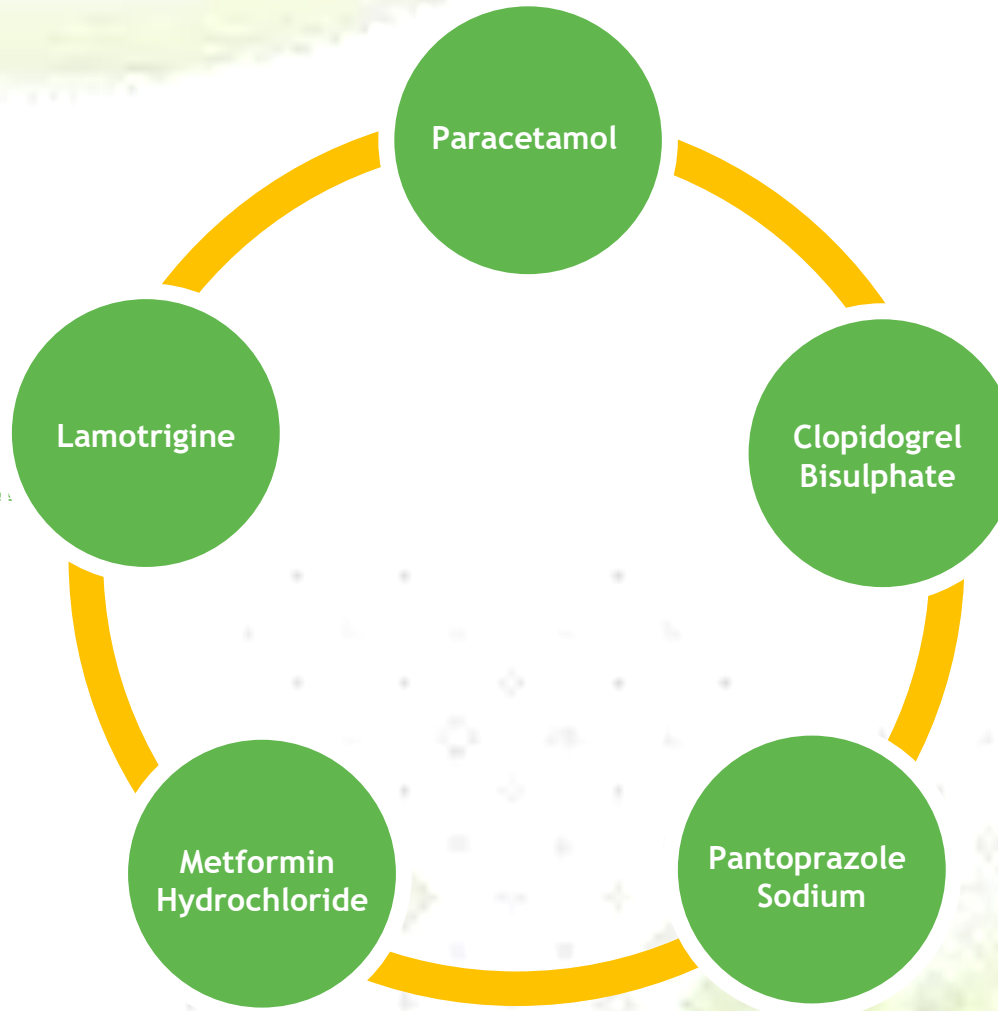 Paracetamol
Clopidogrel
Bisulphate
Pantoprazole
Sodium
Metformin
Hydrochloride
Lamotrigine